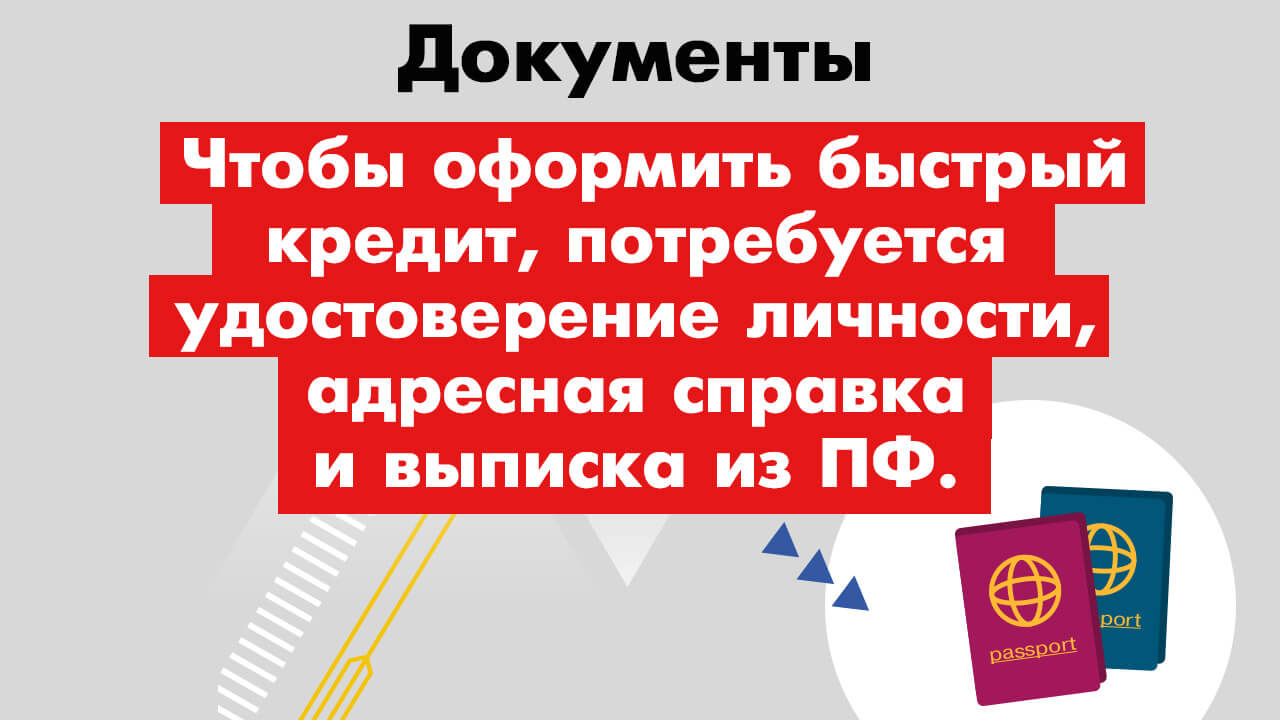 Документы
Чтобы оформить быстрый
кредит, потребуется
удостоверение личности,
адресная справка
и выписка из ПФ.
passport
port